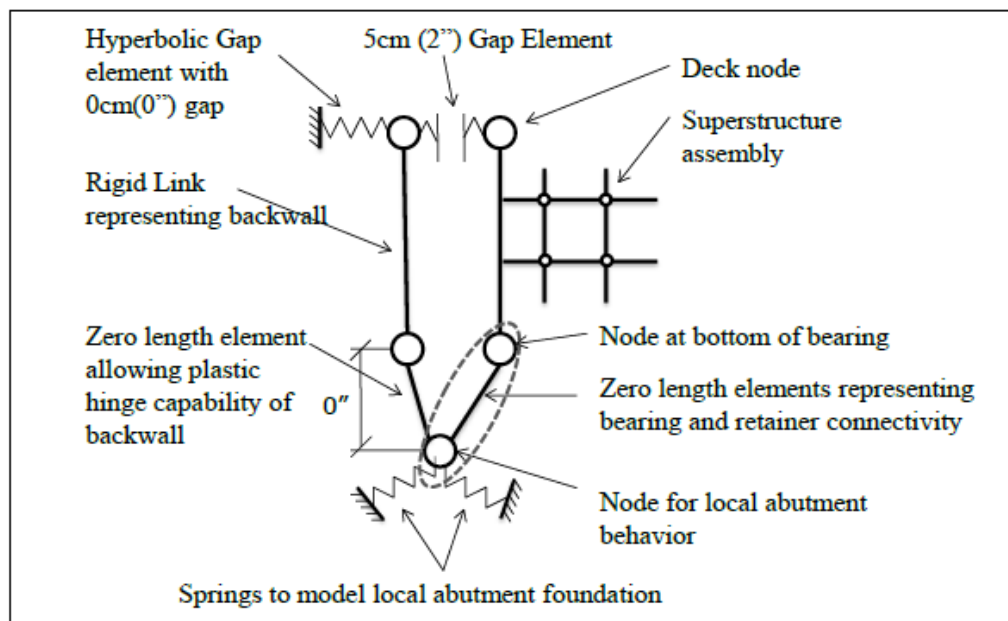 Hyperbolic Gap
element with
0cm(0”) gap
5cm (2”) Gap Element
Deck node
Superstructure
assembly
Rigid Link
representing backwall
Zero length element
allowing plastic
hinge capability of
backwall
0”
Node at bottom of bearing
Zero length elements representing
bearing and retainer connectivity
Node for local abutment
behavior
Springs to model local abutment foundation